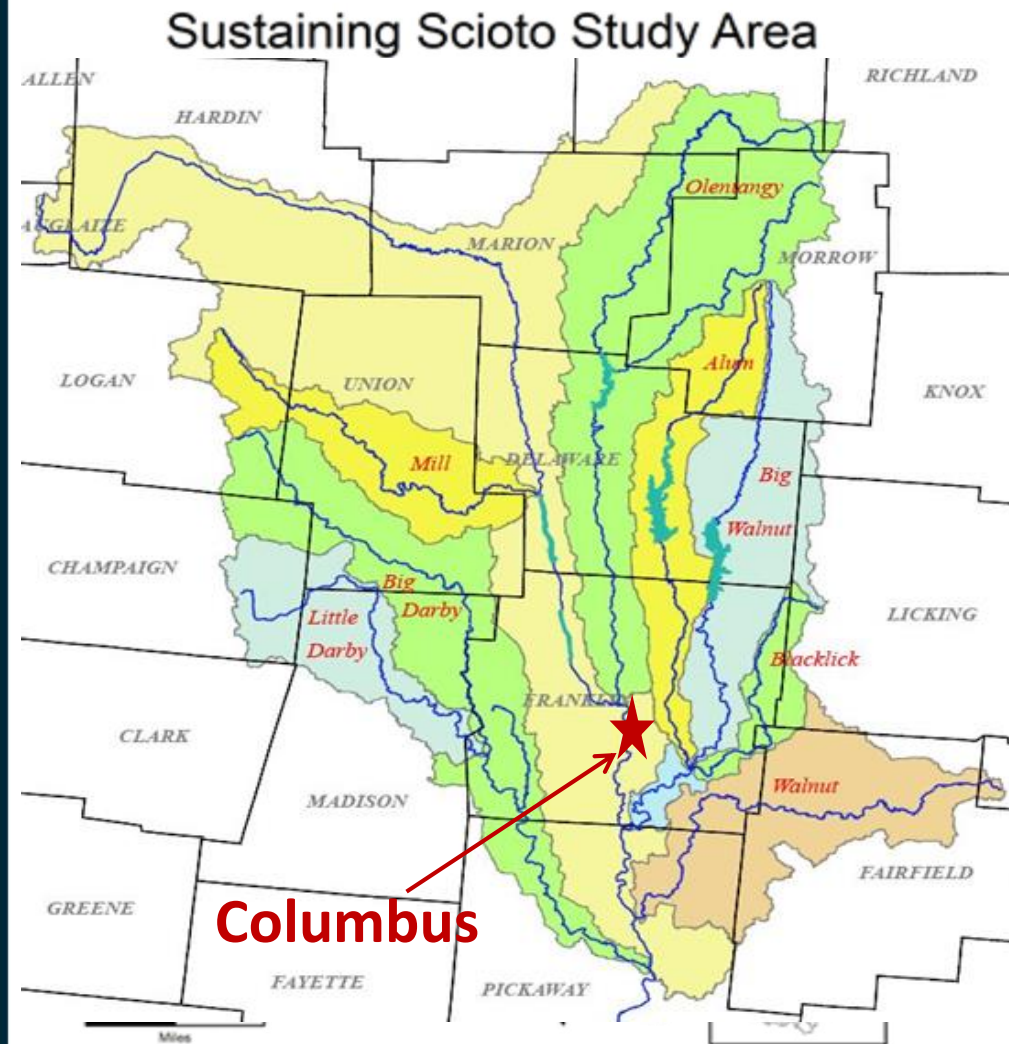 Sustaining Scioto Study Area
ALLEN
RICHLAND
HARDIN
Olentangy
AUGLAIZE
MARION
MORROW
LOGAN
Alum
UNION
KNOX
Mill
DELAWARE
Big
Walnut
CHAMPAIGN
Big
Darby
Little
Darby
LICKING
Blacklick
FRANKLIN
CLARK
Walnut
MADISON
FAIRFIELD
GREENE
Columbus
FAYETTE
PICKAWAY
Miles